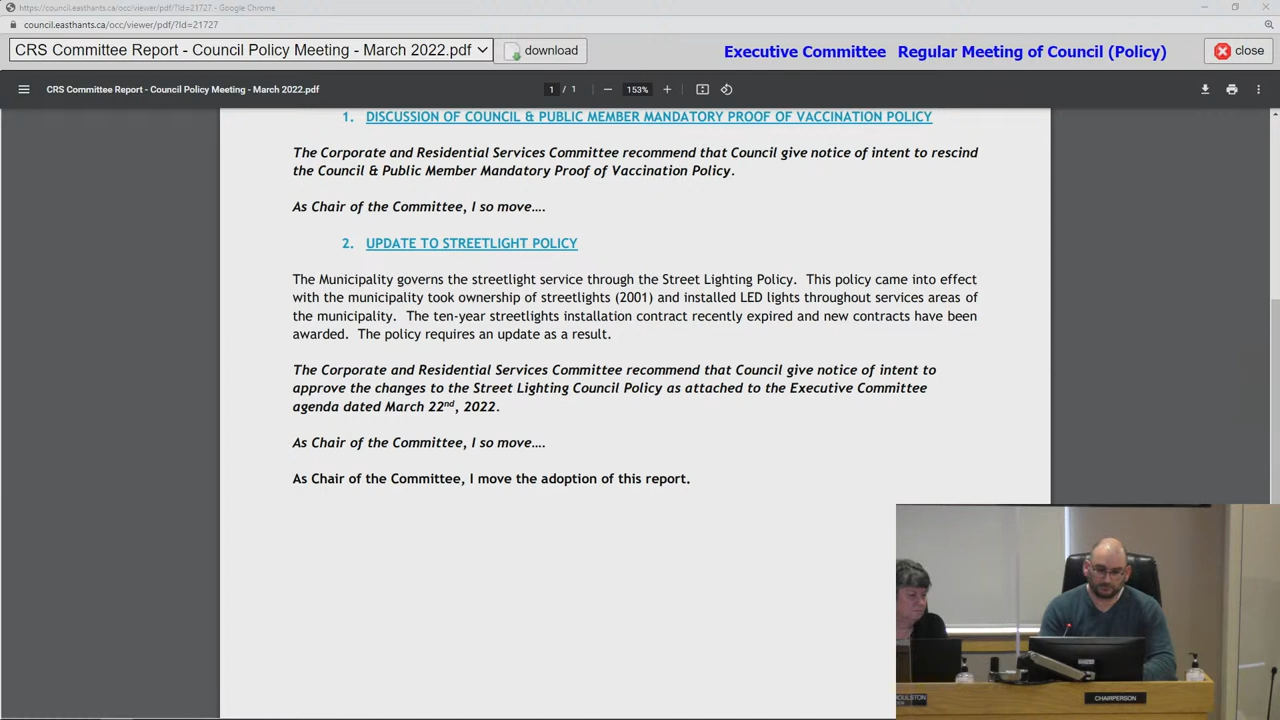 https://council.easthants.ca/occ/viewer/pdf/?Id=21727 - Google Chrome
council.easthants.ca/occ/viewer/pdf/?Id=21727
CRS Committee Report - Council Policy Meeting - March 2022.pdf download Executive Committee Regular Meeting of Council (Policy) close
CRS Committee Report - Council Policy Meeting - March 2022.pdf 1 / 1 153%
1. DISCUSSION OF COUNCIL & PUBLIC MEMBER MANDATORY PROOF OF VACCINATION POLICY
The Corporate and Residential Services Committee recommend that Council give notice of intent to rescind
the Council & Public Member Mandatory Proof of Vaccination Policy.
As Chair of the Committee, I so move....
2. UPDATE TO STREETLIGHT POLICY
The Municipality governs the streetlight service through the Street Lighting Policy. This policy came into effect
with the municipality took ownership of streetlights (2001) and installed LED lights throughout services areas of
the municipality. The ten-year streetlights installation contract recently expired and new contracts have been
awarded. The policy requires an update as a result.
The Corporate and Residential Services Committee recommend that Council give notice of intent to
approve the changes to the Street Lighting Council Policy as attached to the Executive Committee
agenda dated March 22nd, 2022.
As Chair of the Committee, I so move....
As Chair of the Committee, I move the adoption of this report.
CHAIRPERSON